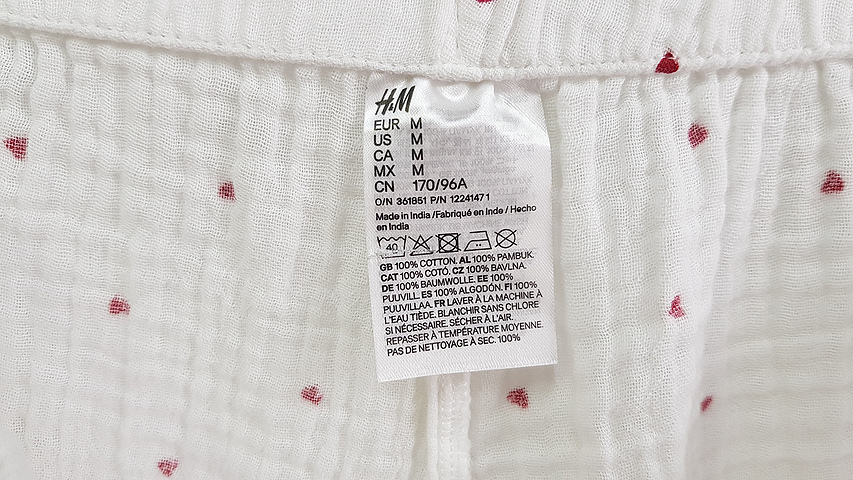 H&M
EUR M
US M
CA M
MX M
CN 170/96A
O/N 361851 P/N 12241471
Made in India /Fabriqué en Inde / Hecho
en India
40
GB 100% COTTON. AL 100% PAMBUK.
CAT 100% COTÓ. CZ 100% BAVLNA.
DE 100% BAUMWOLLE. EE 100%
PUUVILL. ES 100% ALGODÓN. FI 100%
PUUVILLAA. FR LAVER À LA MACHINE À
L'EAU TIÈDE. BLANCHIR SANS CHLORE
SI NÉCESSAIRE. SÉCHER À L'AIR.
REPASSER À TEMPÉRATURE MOYENNE.
PAS DE NETTOYAGE À SEC. 100%